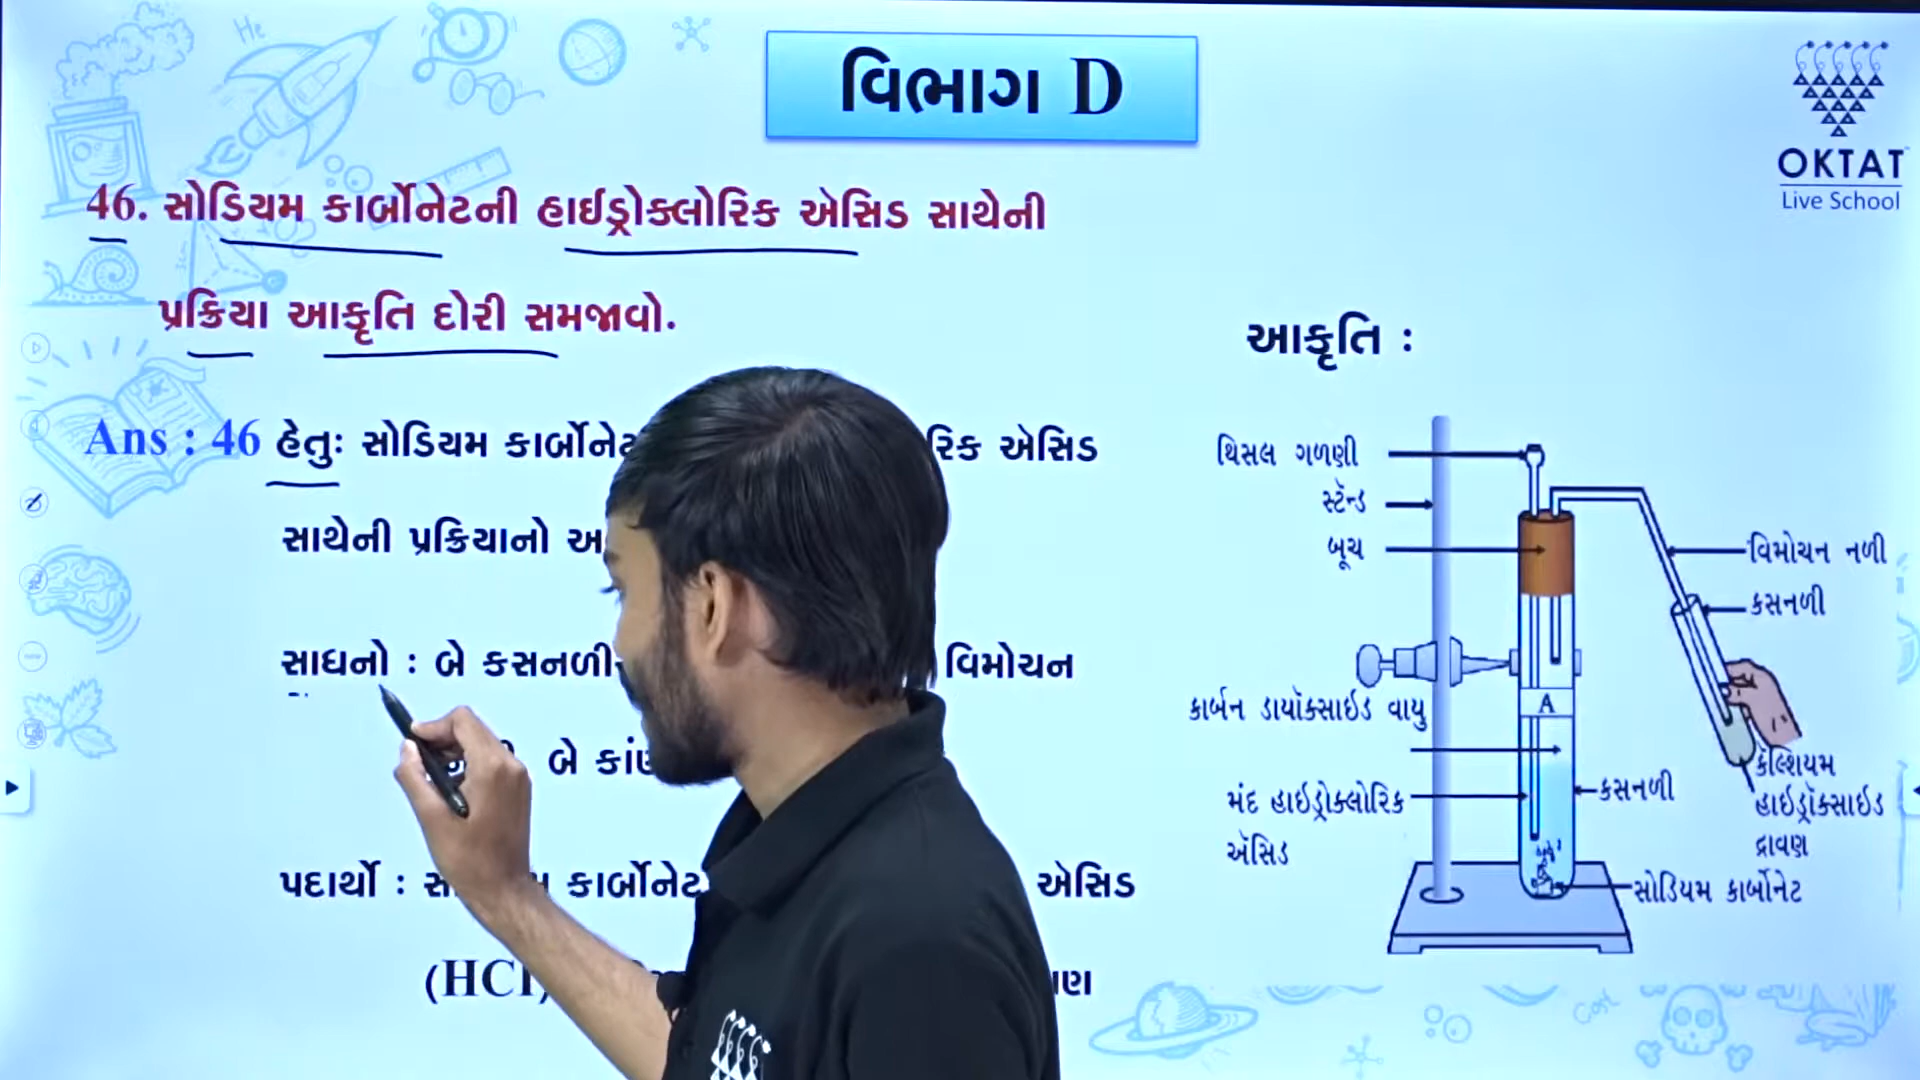 વિભાગ D
OKTAT
Live School
46. સોડિયમ કાર્બોનેટની હાઈડ્રોક્લોરિક એસિડ સાથેની
પ્રક્રિયા આકૃતિ દોરી સમજાવો.
આકૃતિ :
Ans : 46 હેતુઃ સોડિયમ કાર્બોનેટ રિક એસિડ
સાથેની પ્રક્રિયાનો
સાધનો : બે કસનળી વિમોચન
બે
પદાર્થો : કાર્બોનેટ એસિડ
(HCl)
થિસલ ગળણી
સ્ટૅન્ડ
બૂચ
વિમોચન નળી
કસનળી
A
કાર્બન ડાયૉક્સાઇડ વાયુ
મંદ હાઇડ્રોક્લોરિક
ઍસિડ
કસનળી
કૅલ્શિયમ
હાઇડ્રૉક્સાઇડ
દ્રાવણ
સોડિયમ કાર્બોનેટ
He
Cost